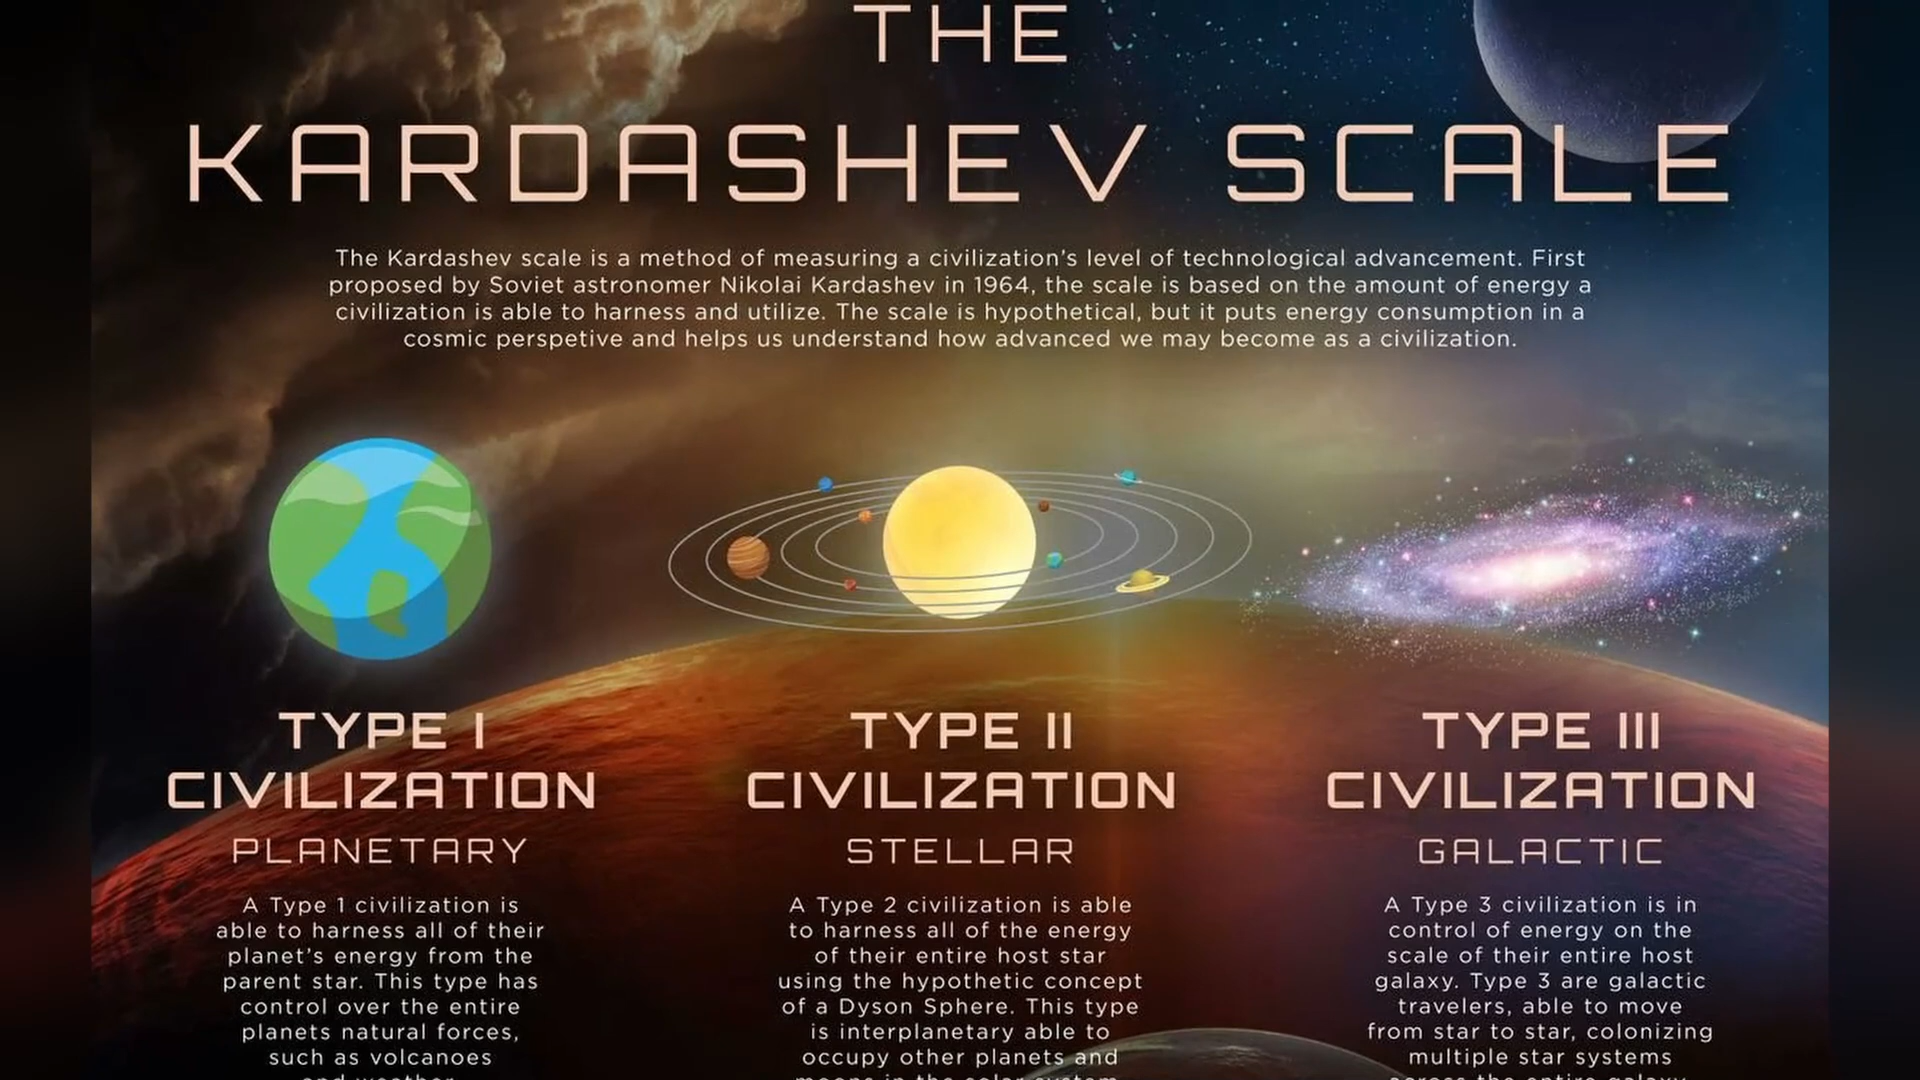 THE
KARDASHEV SCALE
The Kardashev scale is a method of measuring a civilization's level of technological advancement. First
proposed by Soviet astronomer Nikolai Kardashev in 1964, the scale is based on the amount of energy a
civilization is able to harness and utilize. The scale is hypothetical, but it puts energy consumption in a
cosmic perspetive and helps us understand how advanced we may become as a civilization.
TYPE I
CIVILIZATION
PLANETARY
A Type 1 civilization is
able to harness all of their
planet's energy from the
parent star. This type has
control over the entire
planets natural forces,
such as volcanoes
TYPE II
CIVILIZATION
STELLAR
A Type 2 civilization is able
to harness all of the energy
of their entire host star
using the hypothetic concept
of a Dyson Sphere. This type
is interplanetary able to
occupy other planets and
TYPE III
CIVILIZATION
GALACTIC
A Type 3 civilization is in
control of energy on the
scale of their entire host
galaxy. Type 3 are galactic
travelers, able to move
from star to star, colonizing
multiple star systems